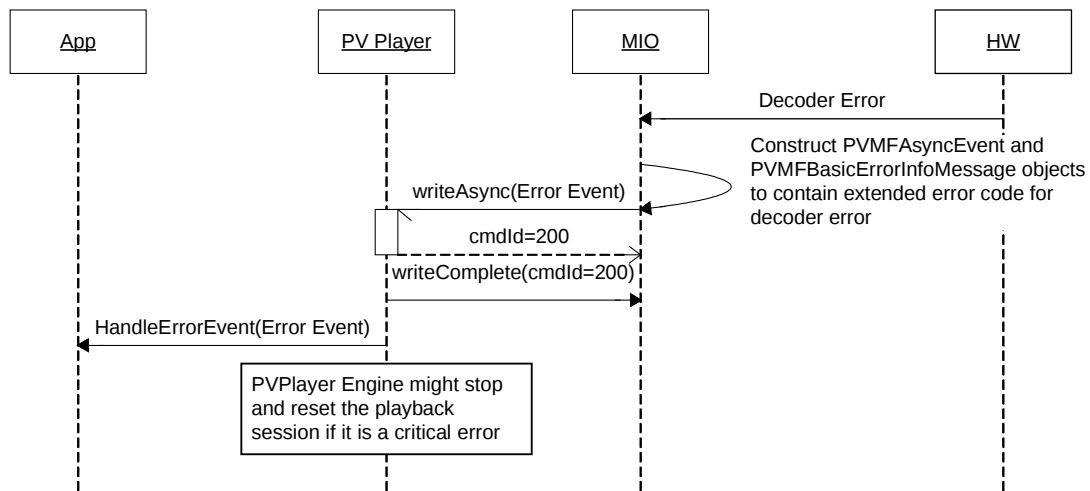 App
PV Player
MIO
HW
Decoder Error
Construct PVMFAsyncEvent and
PVMFBasicErrorInfoMessage objects
to contain extended error code for
decoder error
writeAsync(Error Event)
cmdId=200
writeComplete(cmdId=200)
HandleErrorEvent(Error Event)
PVPlayer Engine might stop
and reset the playback
session if it is a critical error